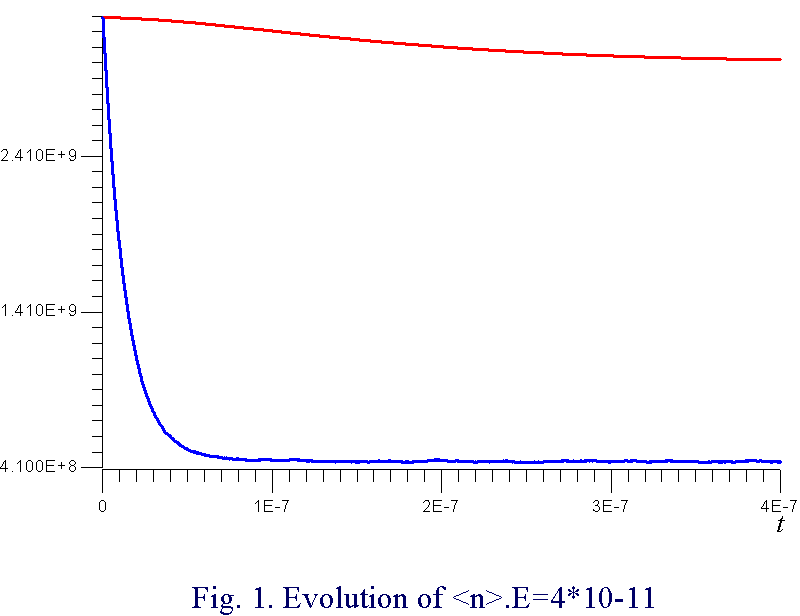 2.410E+9
1.410E+9
4.100E+8
0 1E-7 2E-7 3E-7 4E-7
t
Fig. 1. Evolution of <n>.E=4*10-11